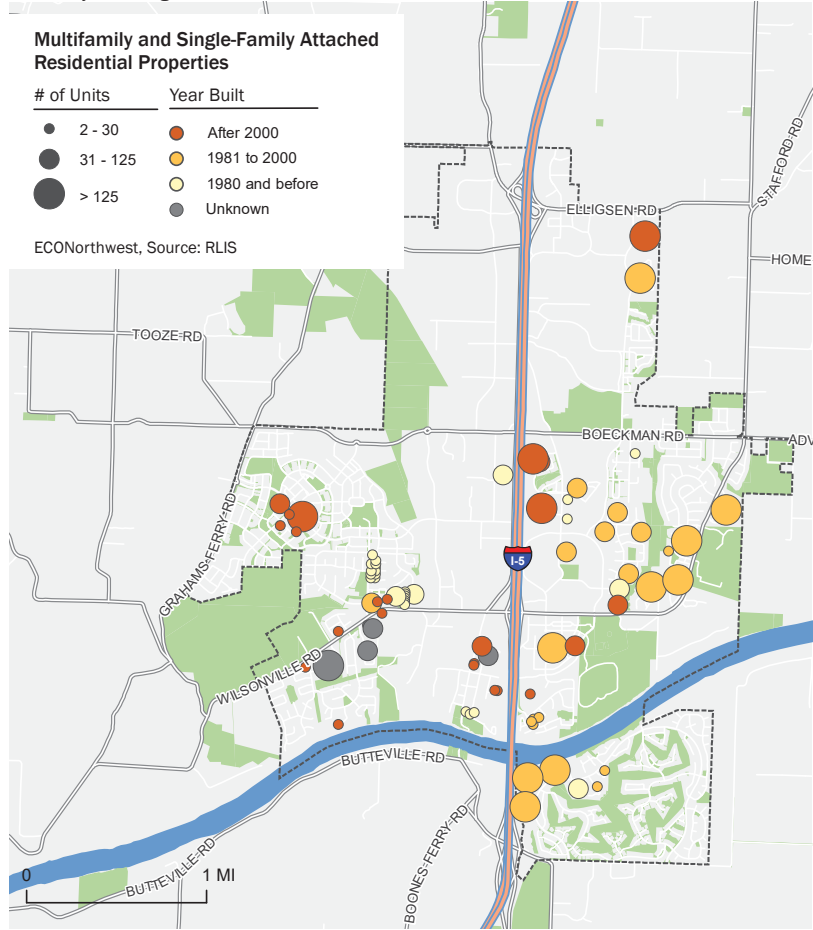 Multifamily and Single-Family Attached
Residential Properties
# of Units
Year Built
2 - 30
31 - 125
> 125
After 2000
1981 to 2000
1980 and before
Unknown
ECONorthwest, Source: RLIS
STAFFORD RD
ELLIGSEN RD
HOME
TOOZE RD
BOECKMAN RD
ADV
GRAHAMS-FERRY RD
I-5
WILSONVILLE RD
BUTTEVILLE RD
BOONES-FERRY RD
BUTTEVILLE RD
0
1 MI